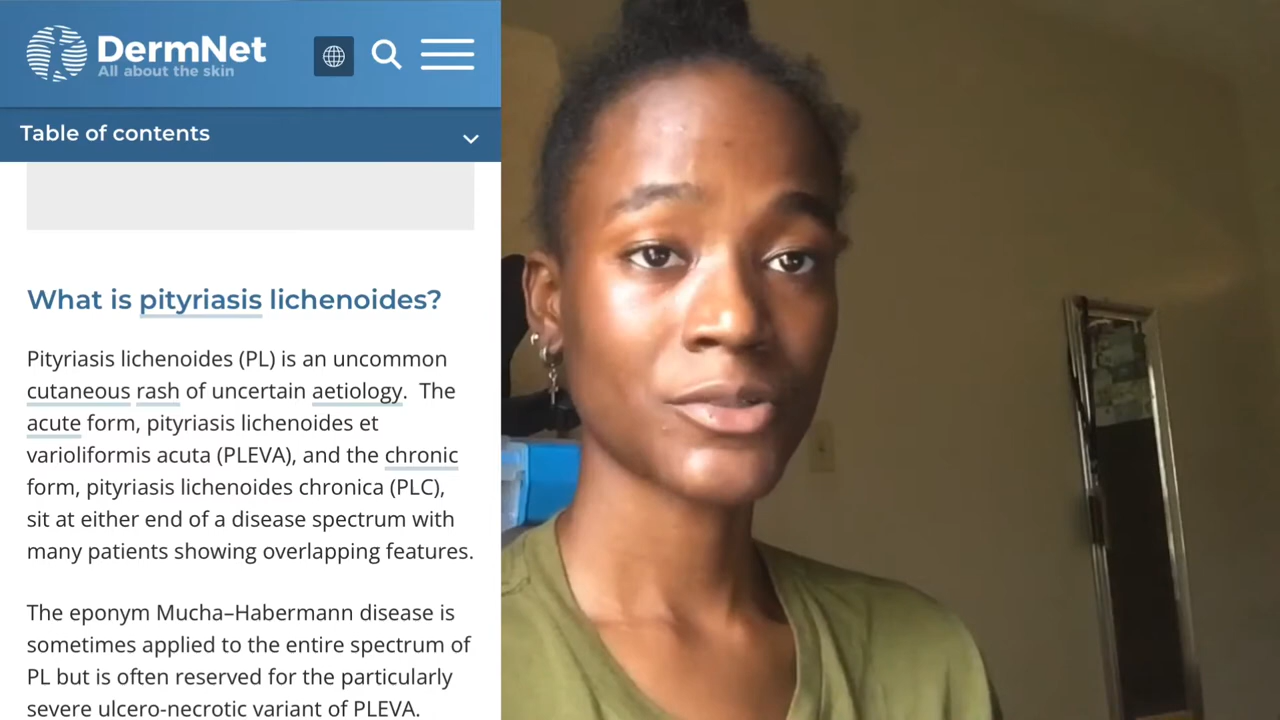 DermNet
All about the skin
Table of contents
What is pityriasis lichenoides?
Pityriasis lichenoides (PL) is an uncommon
cutaneous rash of uncertain aetiology. The
acute form, pityriasis lichenoides et
varioliformis acuta (PLEVA), and the chronic
form, pityriasis lichenoides chronica (PLC),
sit at either end of a disease spectrum with
many patients showing overlapping features.
The eponym Mucha–Habermann disease is
sometimes applied to the entire spectrum of
PL but is often reserved for the particularly
severe ulcero-necrotic variant of PLEVA.